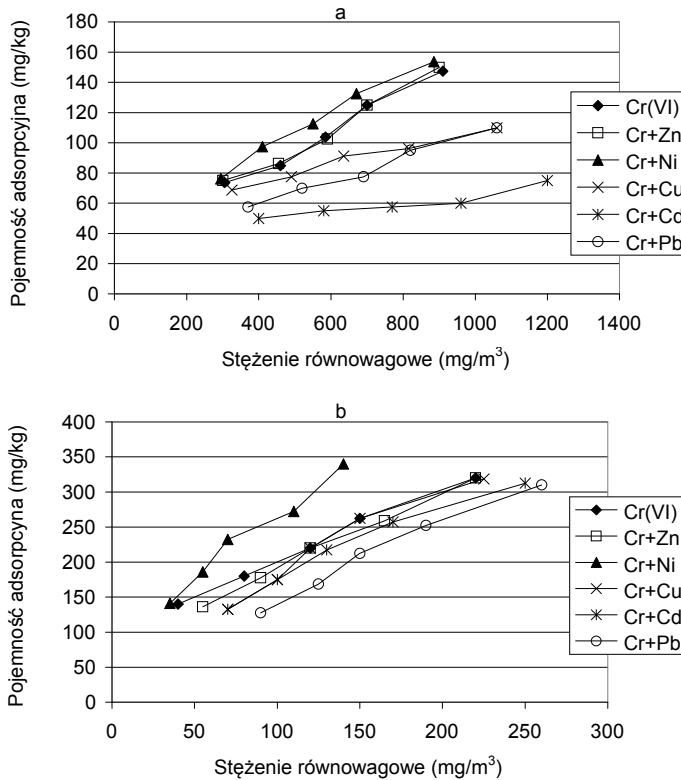 a
Pojemność adsorpcyjna (mg/kg)
180
160
140
120
100
80
60
40
20
0
0 200 400 600 800 1000 1200 1400
Stężenie równowagowe (mg/m³)
Cr(VI)
Cr+Zn
Cr+Ni
Cr+Cu
Cr+Cd
Cr+Pb
b
Pojemność adsorpcyna (mg/kg)
400
350
300
250
200
150
100
50
0
0 50 100 150 200 250 300
Stężenie równowagowe (mg/m³)
Cr(VI)
Cr+Zn
Cr+Ni
Cr+Cu
Cr+Cd
Cr+Pb